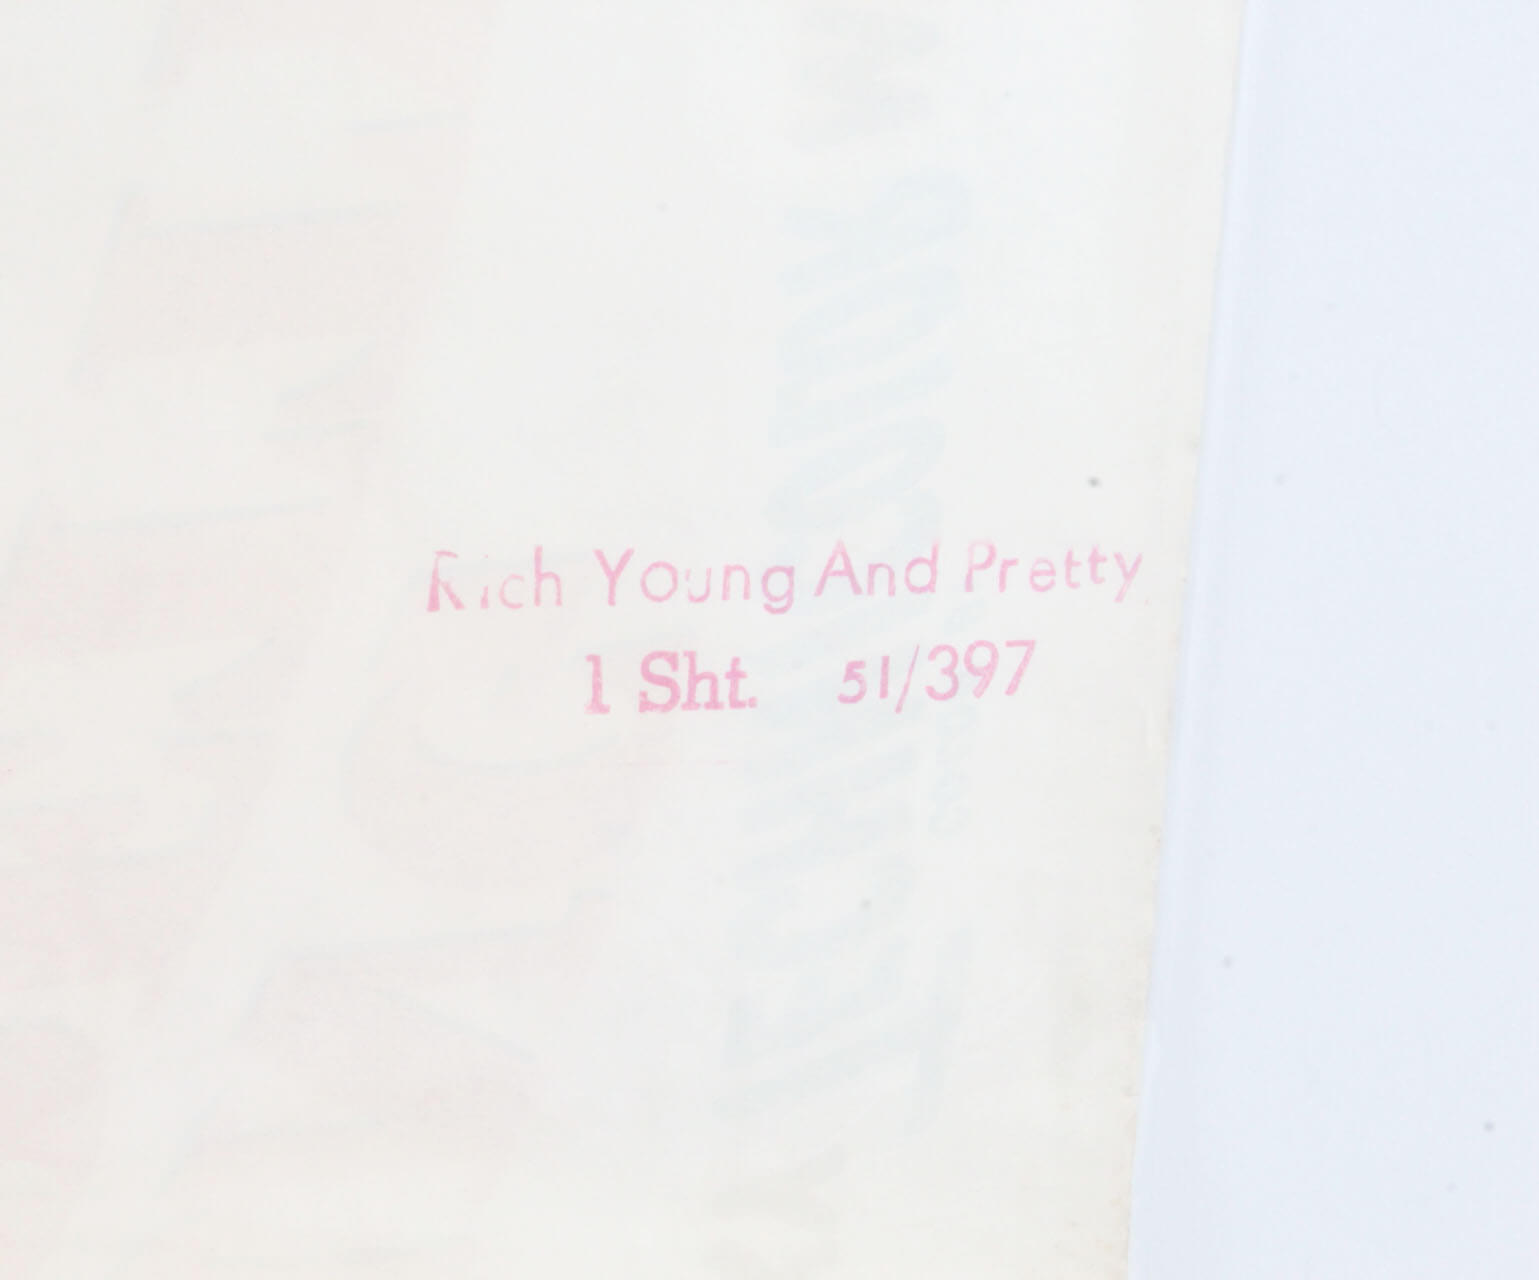 Rich Young And Pretty
1 Sht. 51/397